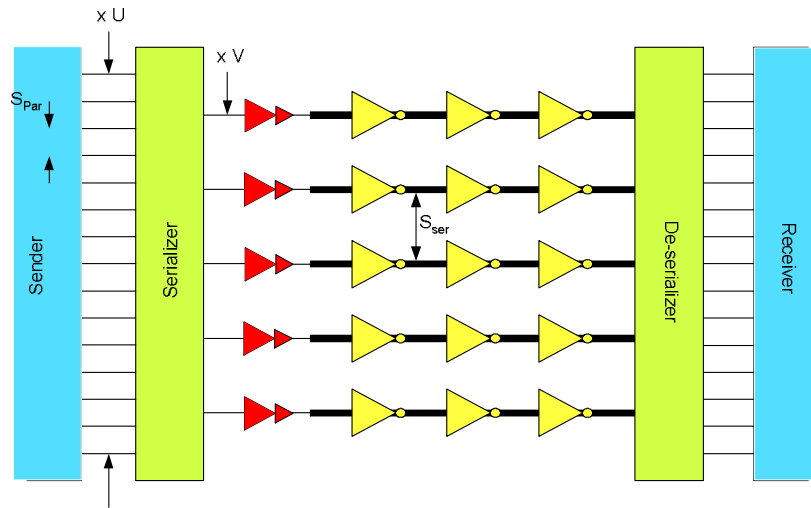 x U
x V
S_Par
S_ser
Sender
Serializer
De-serializer
Receiver